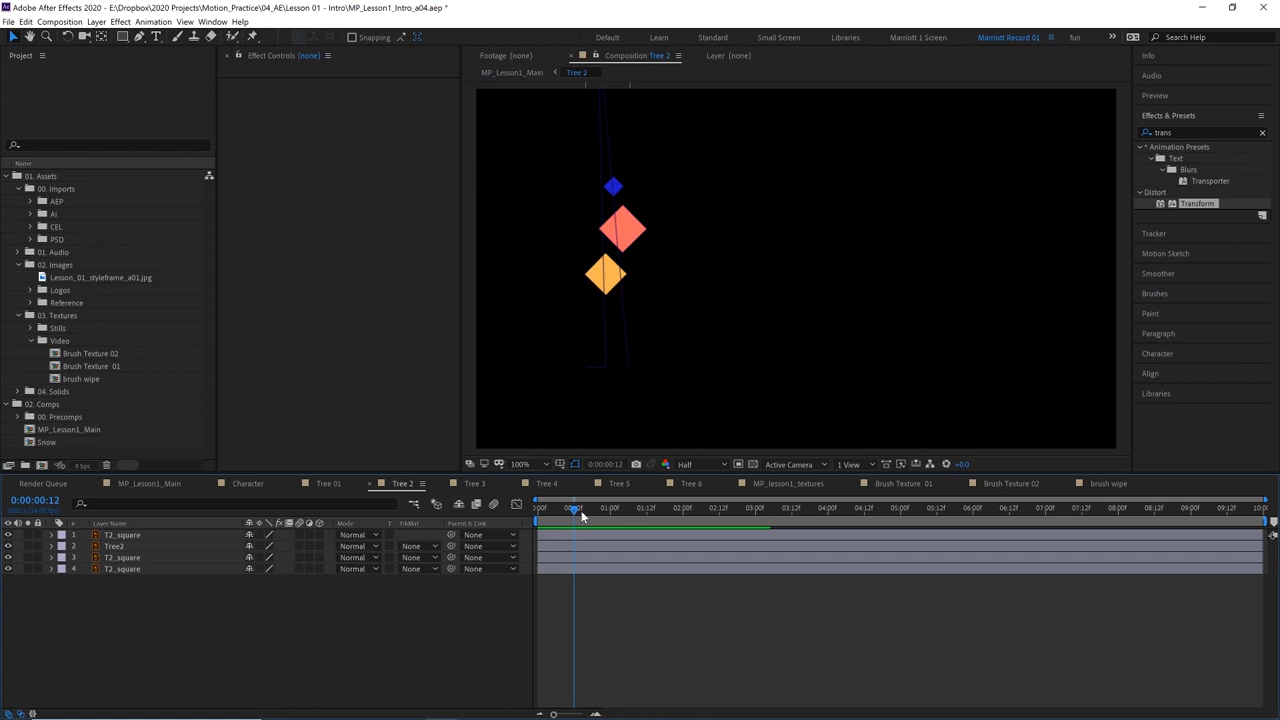 Adobe After Effects 2020 - E:\Dropbox\2020 Projects\Motion_Practice\04_AE\Lesson 01 - Intro\MP_Lesson1_Intro_a04.aep *
File Edit Composition Layer Effect Animation View Window Help
Snapping Default Learn Standard Small Screen Libraries Marriott 1 Screen Marriott Record 01 fun Search Help
Project Effect Controls (none) Footage (none) Composition Tree 2 Layer (none) Info
MP_Lesson1_Main Tree 2
Audio
Preview
Effects & Presets
trans
* Animation Presets
Text
Blurs
Transporter
Distort
Transform
Tracker
Motion Sketch
Smoother
Brushes
Paint
Paragraph
Character
Align
Libraries
Name
01. Assets
00. Imports
AEP
Ai
CEL
PSD
01. Audio
02. Images
Lesson_01_styleframe_a01.jpg
Logos
Reference
03. Textures
Stills
Video
Brush Texture 02
Brush Texture 01
brush wipe
04. Solids
02. Comps
00. Precomps
MP_Lesson1_Main
Snow
8 bpc 100% 0:00:00:12 Half Active Camera 1 View +0.0
Render Queue MP_Lesson1_Main Character Tree 01 Tree 2 Tree 3 Tree 4 Tree 5 Tree 6 MP_lesson1_textures Brush Texture 01 Brush Texture 02 brush wipe
0:00:00:12
:00f 00:12f 01:00f 01:12f 02:00f 02:12f 03:00f 03:12f 04:00f 04:12f 05:00f 05:12f 06:00f 06:12f 07:00f 07:12f 08:00f 08:12f 09:00f 09:12f 10:0
# Layer Name Mode T TrkMat Parent & Link
1 T2_square Normal None
2 Tree2 Normal None None
3 T2_square Normal None None
4 T2_square Normal None None